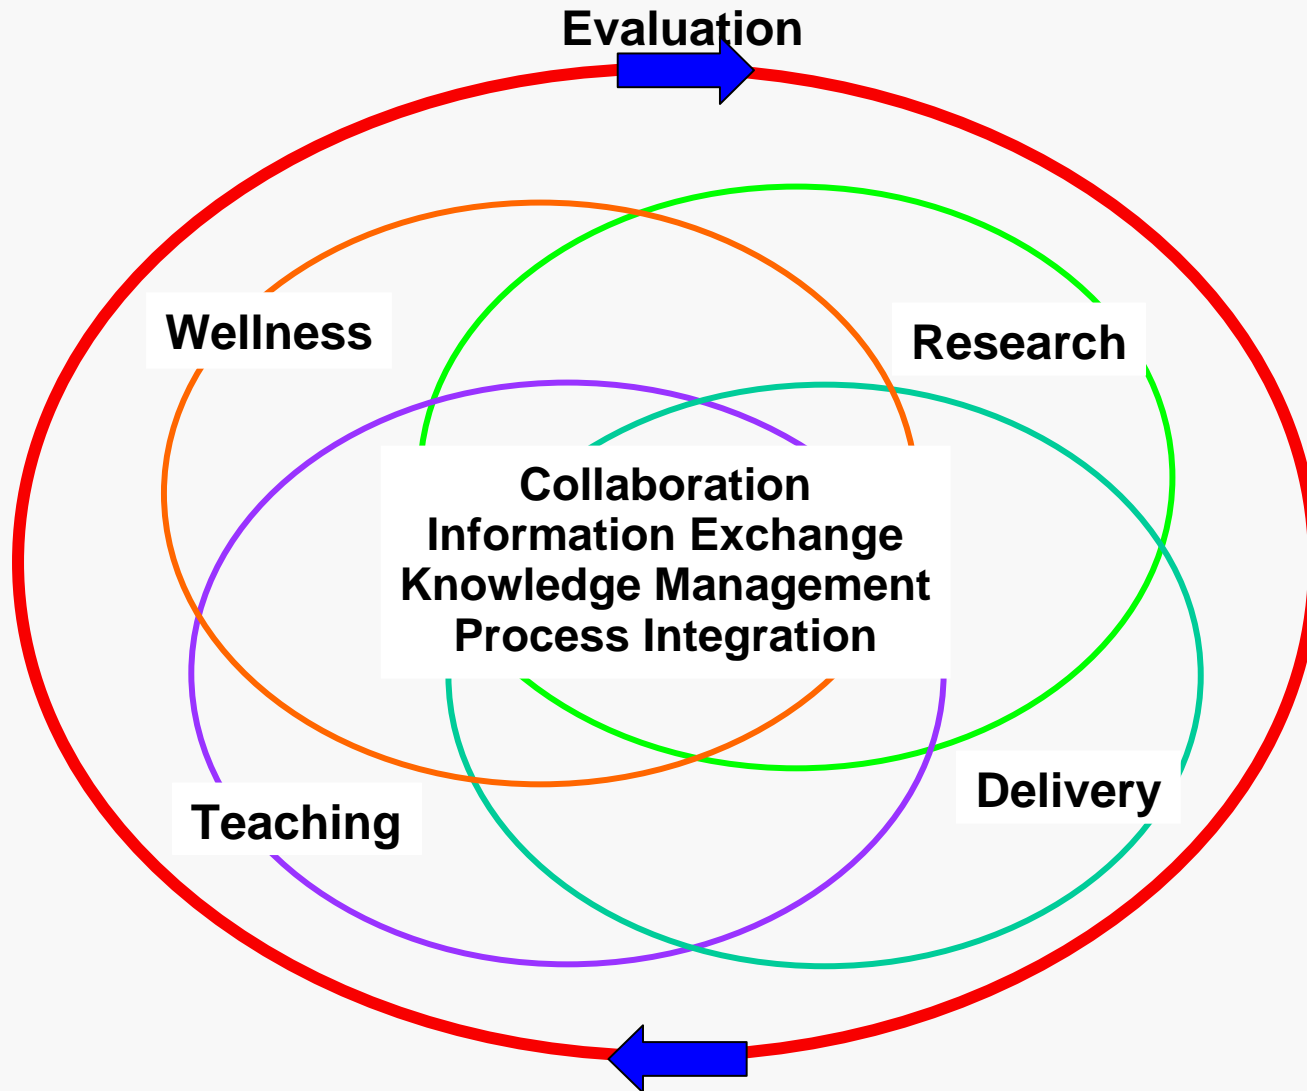 Evaluation
Wellness
Research
Collaboration
Information Exchange
Knowledge Management
Process Integration
Teaching
Delivery